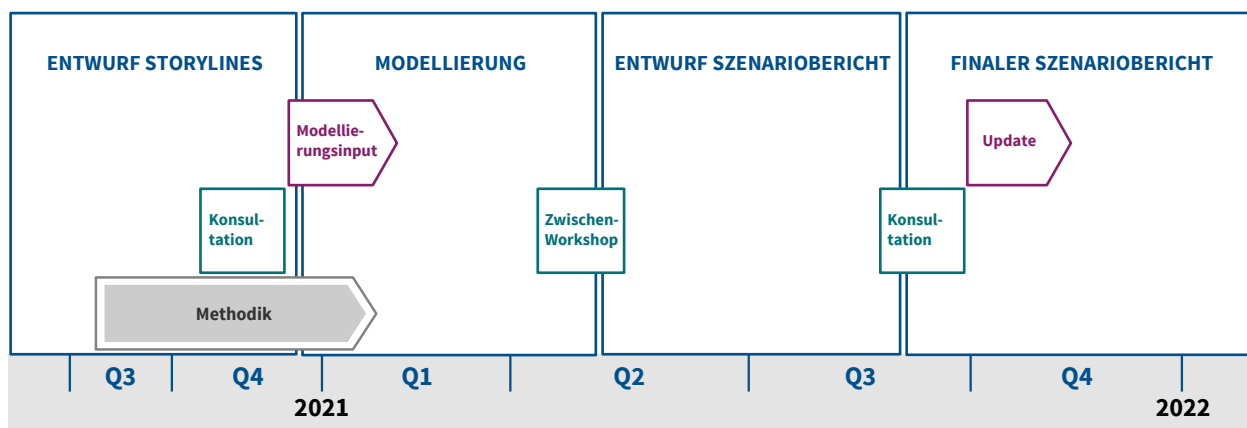 ENTWURF STORYLINES
MODELLIERUNG
ENTWURF SZENARIOBERICHT
FINALER SZENARIOBERICHT
Modellie-
rungsinput
Update
Konsul-
tation
Zwischen-
Workshop
Konsul-
tation
Methodik
Q3
Q4
Q1
Q2
Q3
Q4
2021
2022